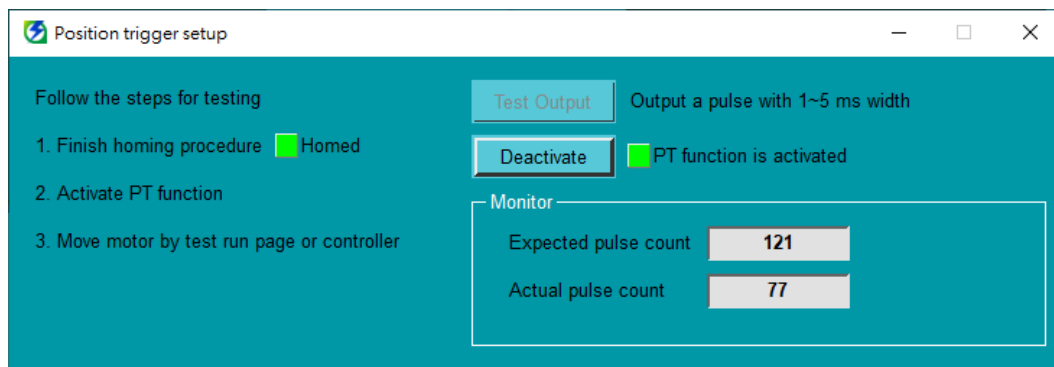 Position trigger setup
Follow the steps for testing
1. Finish homing procedure Homed
2. Activate PT function
3. Move motor by test run page or controller
Test Output Output a pulse with 1~5 ms width
Deactivate PT function is activated
Monitor
Expected pulse count 121
Actual pulse count 77